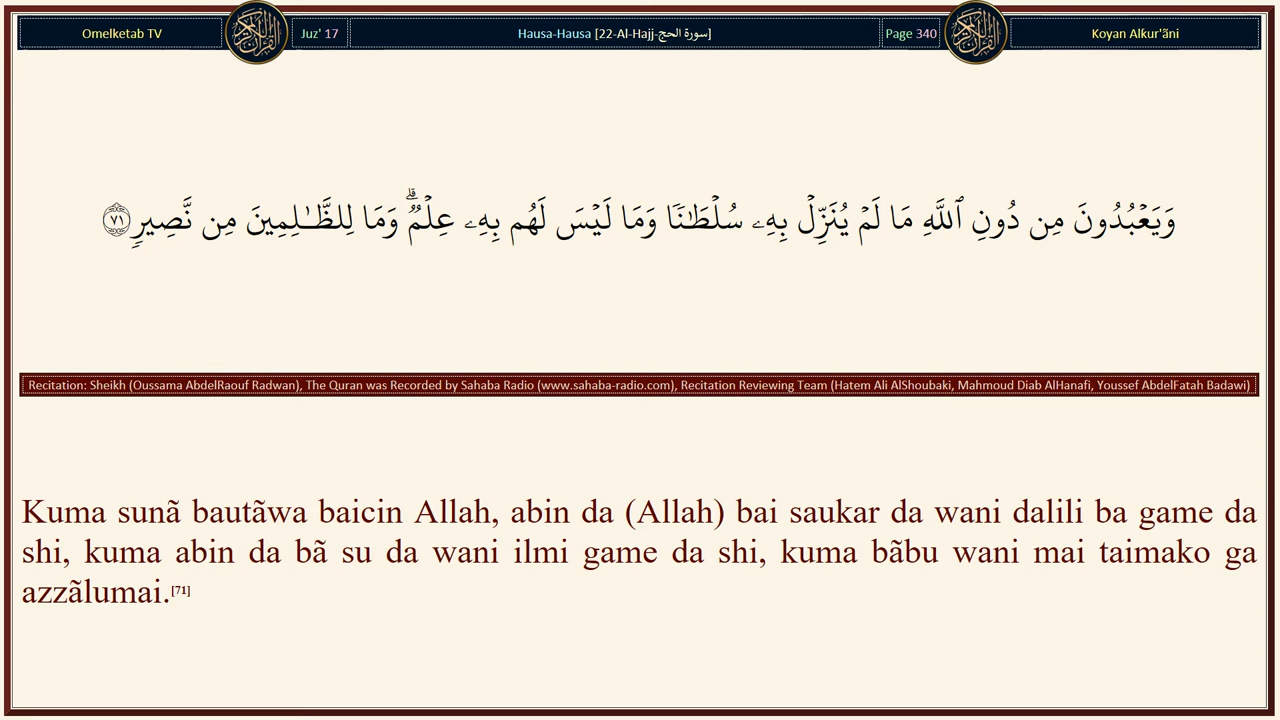 Omelketab TV Juz' 17 Hausa-Hausa [22-Al-Hajj-سورة الحج] Page 340 Koyan Alƙur'ãni
وَيَعۡبُدُونَ مِن دُونِ ٱللَّهِ مَا لَمۡ يُنَزِّلۡ بِهِۦ سُلۡطَٰنٗا وَمَا لَيۡسَ لَهُم بِهِۦ عِلۡمٞۗ وَمَا لِلظَّٰلِمِينَ مِن نَّصِيرٖ ٧١
Recitation: Sheikh (Oussama AbdelRaouf Radwan), The Quran was Recorded by Sahaba Radio (www.sahaba-radio.com), Recitation Reviewing Team (Hatem Ali AlShoubaki, Mahmoud Diab AlHanafi, Youssef AbdelFatah Badawi)
Kuma sunã bautãwa baicin Allah, abin da (Allah) bai saukar da wani dalili ba game da
shi, kuma abin da bã su da wani ilmi game da shi, kuma bãbu wani mai taimako ga
azzãlumai.[71]